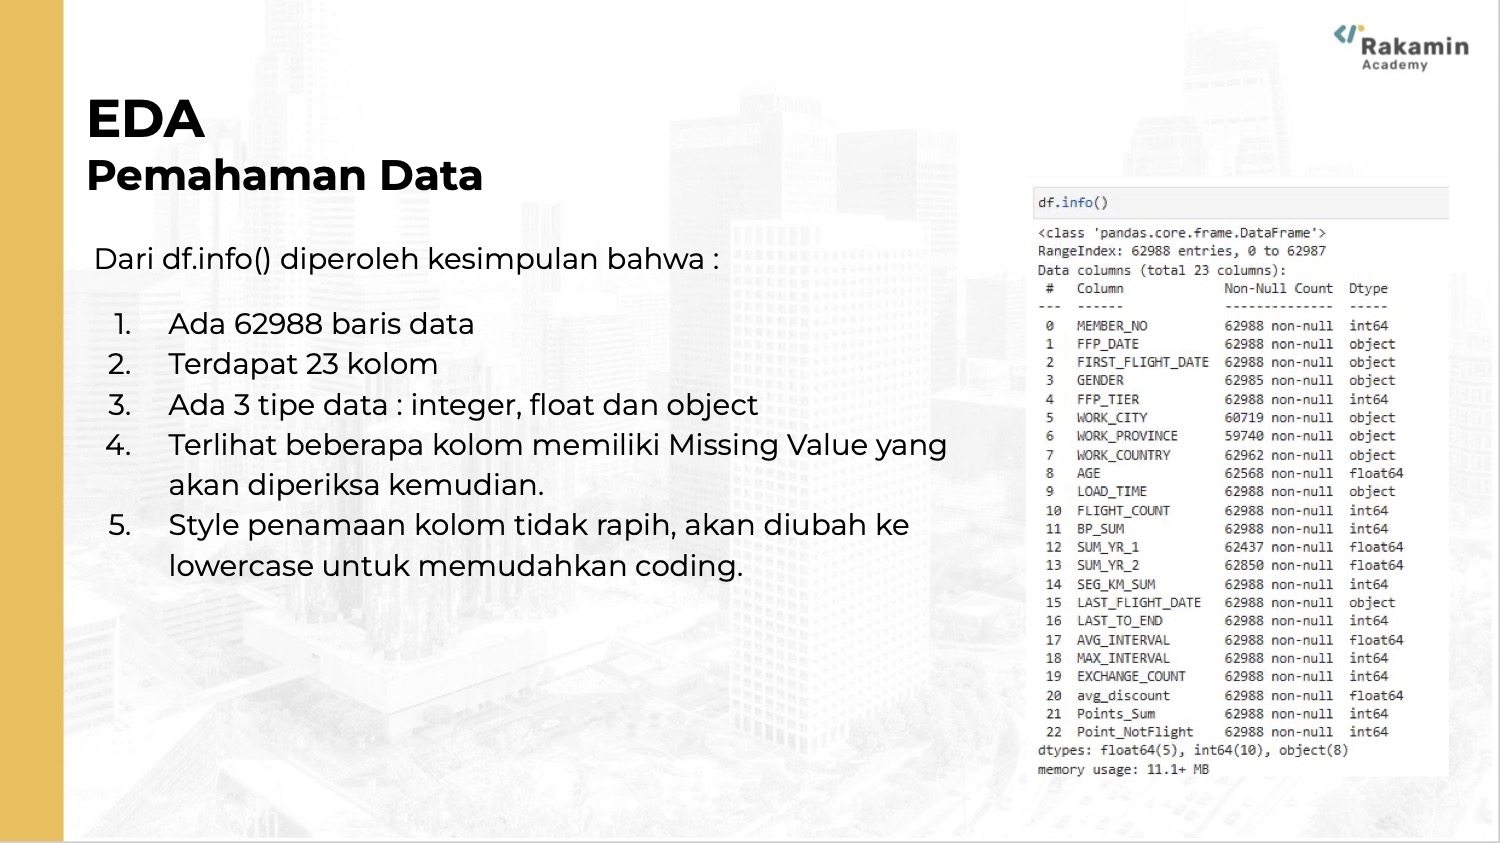 Rakamin
Academy
EDA
Pemahaman Data
Dari df.info() diperoleh kesimpulan bahwa :
1. Ada 62988 baris data
2. Terdapat 23 kolom
3. Ada 3 tipe data : integer, float dan object
4. Terlihat beberapa kolom memiliki Missing Value yang
akan diperiksa kemudian.
5. Style penamaan kolom tidak rapih, akan diubah ke
lowercase untuk memudahkan coding.
df.info()
<class 'pandas.core.frame.DataFrame'>
RangeIndex: 62988 entries, 0 to 62987
Data columns (total 23 columns):
# Column Non-Null Count Dtype
--- ------ -------------- -----
0 MEMBER_NO 62988 non-null int64
1 FFP_DATE 62988 non-null object
2 FIRST_FLIGHT_DATE 62988 non-null object
3 GENDER 62985 non-null object
4 FFP_TIER 62988 non-null int64
5 WORK_CITY 60719 non-null object
6 WORK_PROVINCE 59740 non-null object
7 WORK_COUNTRY 62962 non-null object
8 AGE 62568 non-null float64
9 LOAD_TIME 62988 non-null object
10 FLIGHT_COUNT 62988 non-null int64
11 BP_SUM 62988 non-null int64
12 SUM_YR_1 62437 non-null float64
13 SUM_YR_2 62850 non-null float64
14 SEG_KM_SUM 62988 non-null int64
15 LAST_FLIGHT_DATE 62988 non-null object
16 LAST_TO_END 62988 non-null int64
17 AVG_INTERVAL 62988 non-null float64
18 MAX_INTERVAL 62988 non-null int64
19 EXCHANGE_COUNT 62988 non-null int64
20 avg_discount 62988 non-null float64
21 Points_Sum 62988 non-null int64
22 Point_NotFlight 62988 non-null int64
dtypes: float64(5), int64(10), object(8)
memory usage: 11.1+ MB